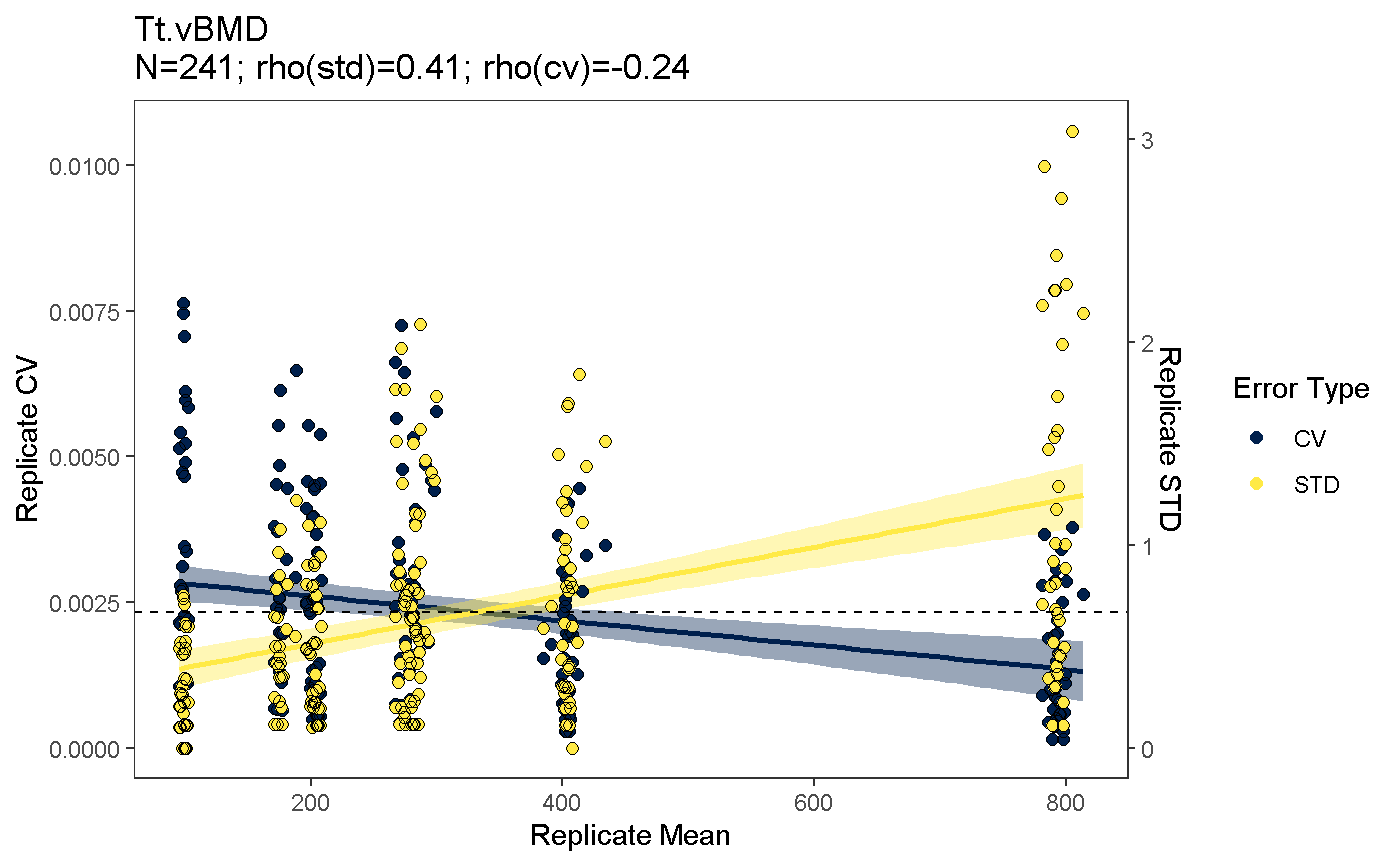 Tt.vBMD
N=241; rho(std)=0.41; rho(cv)=-0.24
0.0100
0.0075
0.0050
0.0025
0.0000
Replicate CV
3
2
1
0
Replicate STD
200 400 600 800
Replicate Mean
Error Type
CV
STD